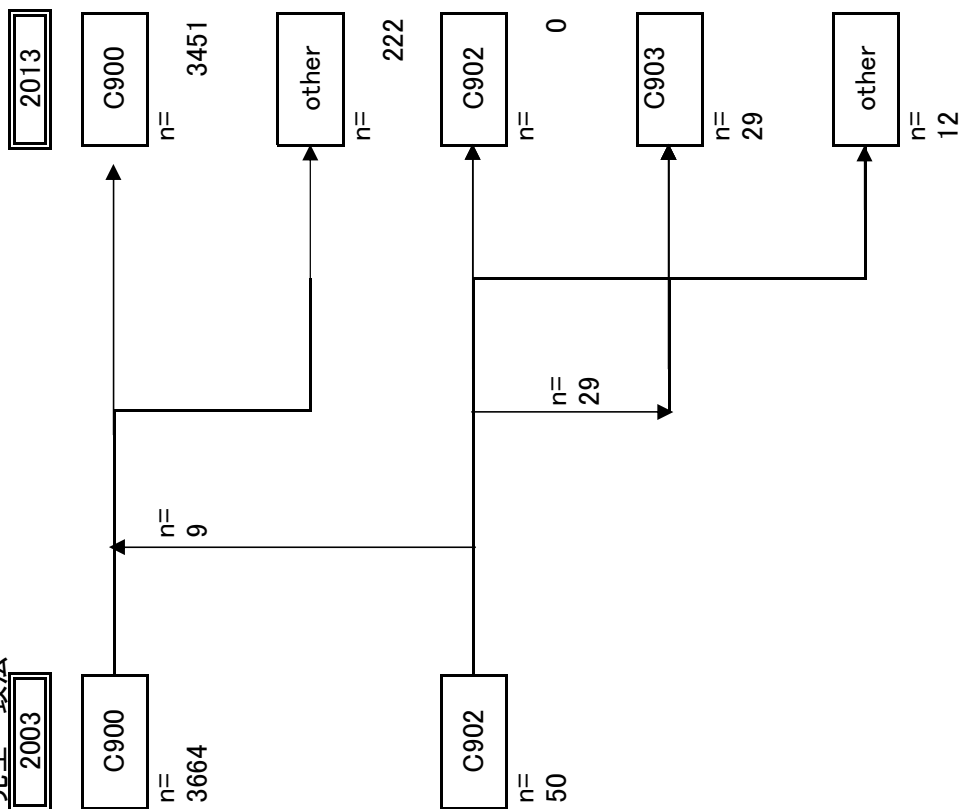 2003 2013
C900 C900
n= n= n=
3664 9 3451
other
n=
222
C902 C902
n= n=
50 n= 0
29
C903
n=
29
other
n=
12